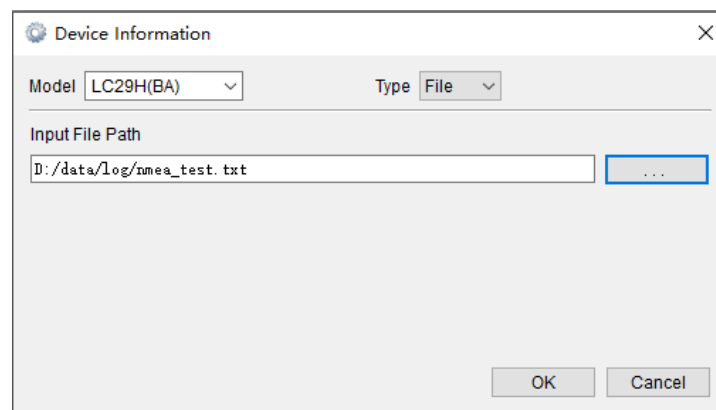 Device Information
Model LC29H(BA) Type File
Input File Path
D:/data/log/nmea_test.txt ...
OK Cancel